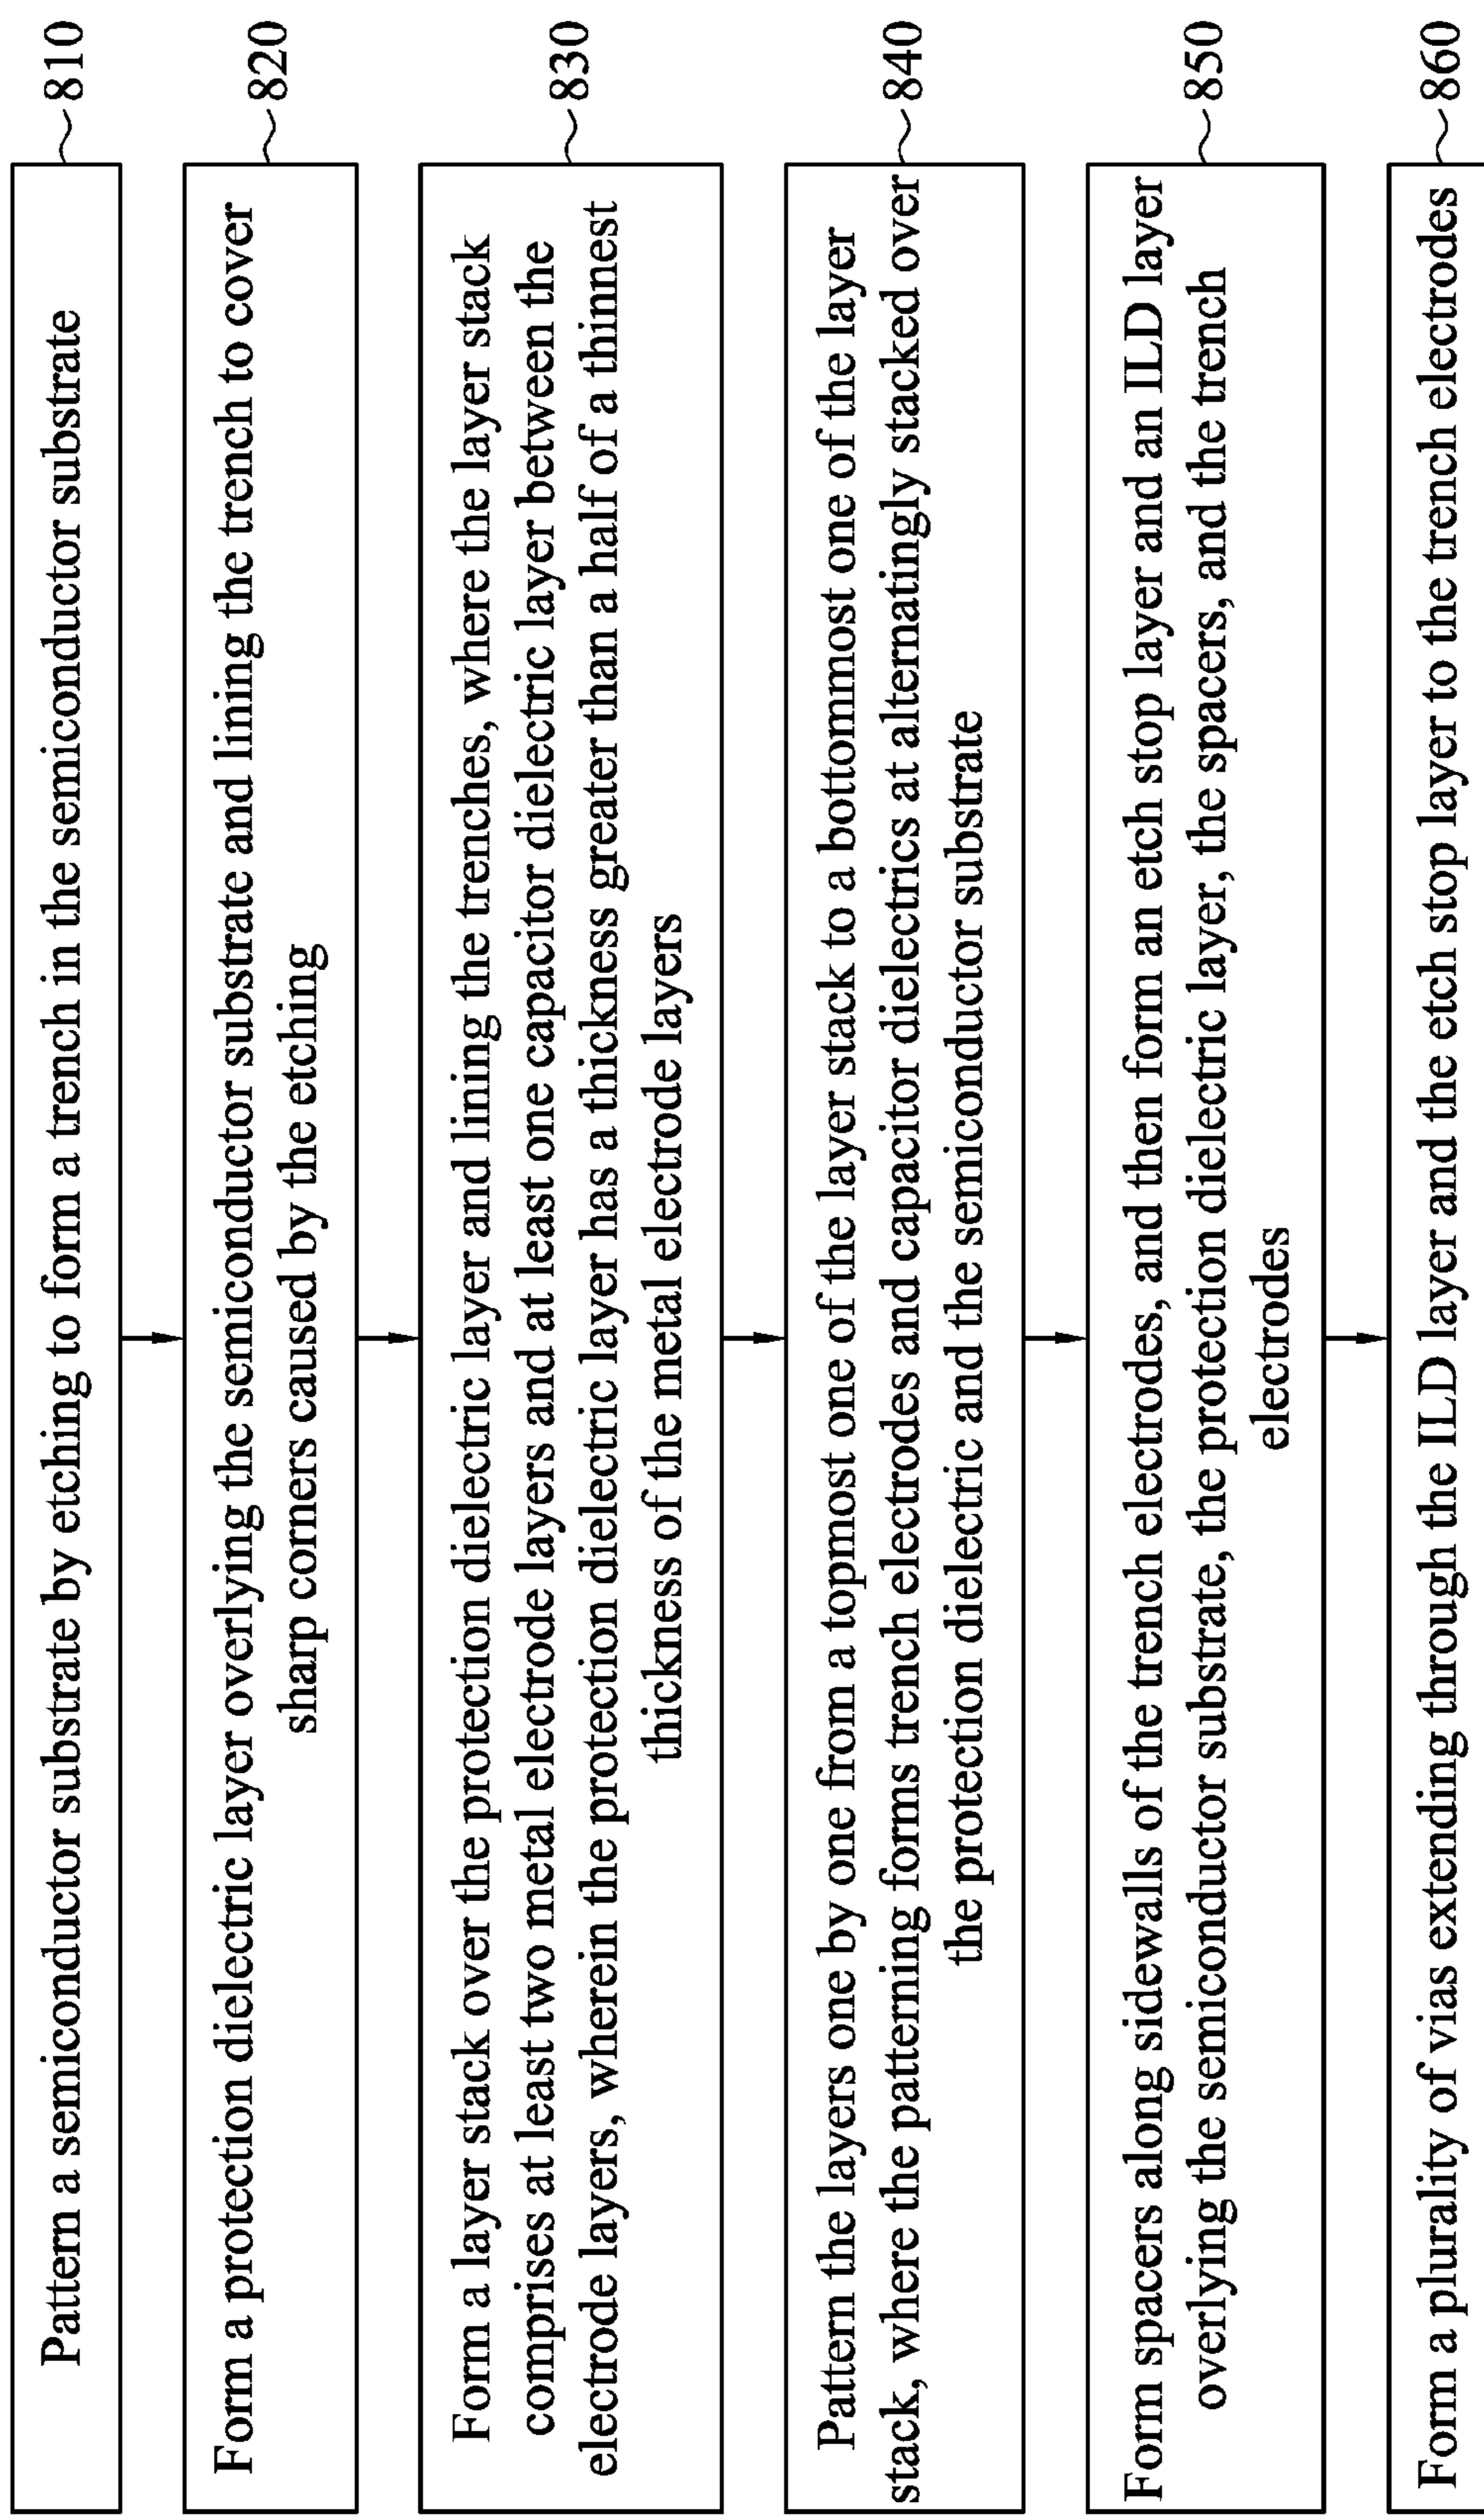 Pattern a semiconductor substrate by etching to form a trench in the semiconductor substrate
810
Form a protection dielectric layer overlying the semiconductor substrate and lining the trench to cover
sharp corners caused by the etching
820
Form a layer stack over the protection dielectric layer and lining the trenches, where the layer stack
comprises at least two metal electrode layers and at least one capacitor dielectric layer between the
electrode layers, wherein the protection dielectric layer has a thickness greater than a half of a thinnest
thickness of the metal electrode layers
830
Pattern the layers one by one from a topmost one of the layer stack to a bottommost one of the layer
stack, where the patterning forms trench electrodes and capacitor dielectrics at alternatingly stacked over
the protection dielectric and the semiconductor substrate
840
Form spacers along sidewalls of the trench electrodes, and then form an etch stop layer and an ILD layer
overlying the semiconductor substrate, the protection dielectric layer, the spacers, and the trench
electrodes
850
Form a plurality of vias extending through the ILD layer and the etch stop layer to the trench electrodes
860